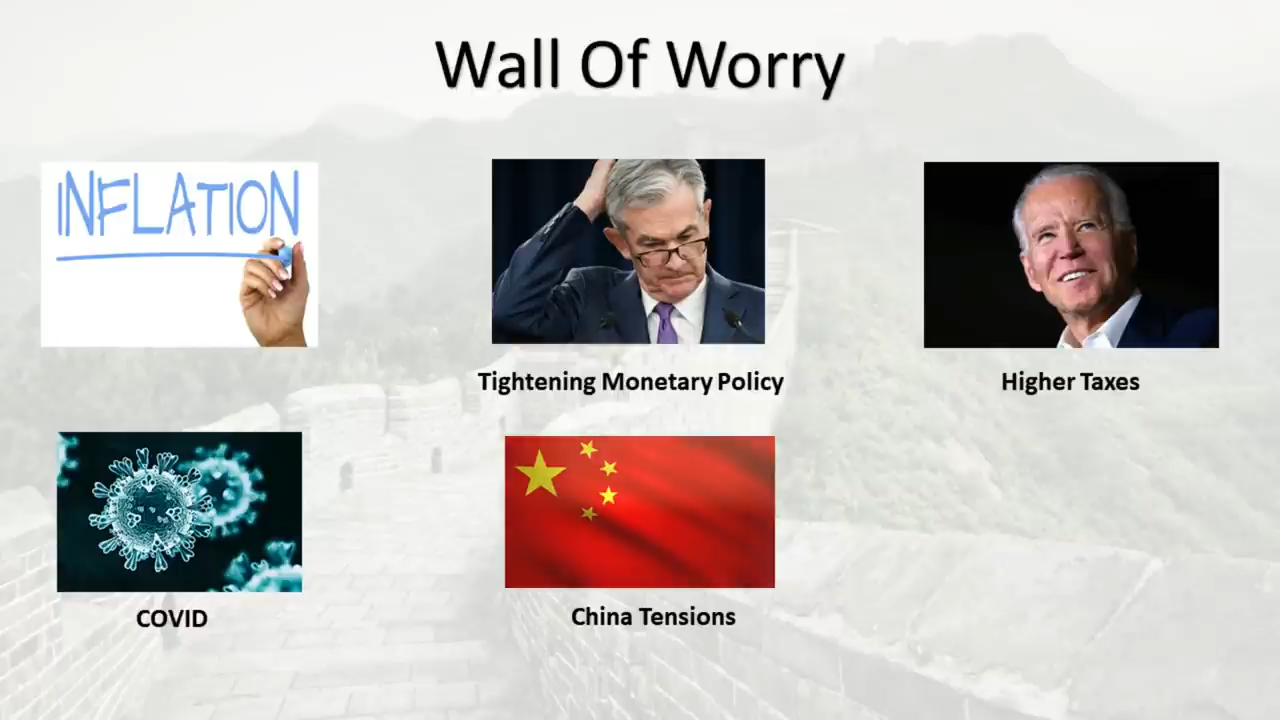 Wall Of Worry
INFLATION
Tightening Monetary Policy
Higher Taxes
COVID
China Tensions